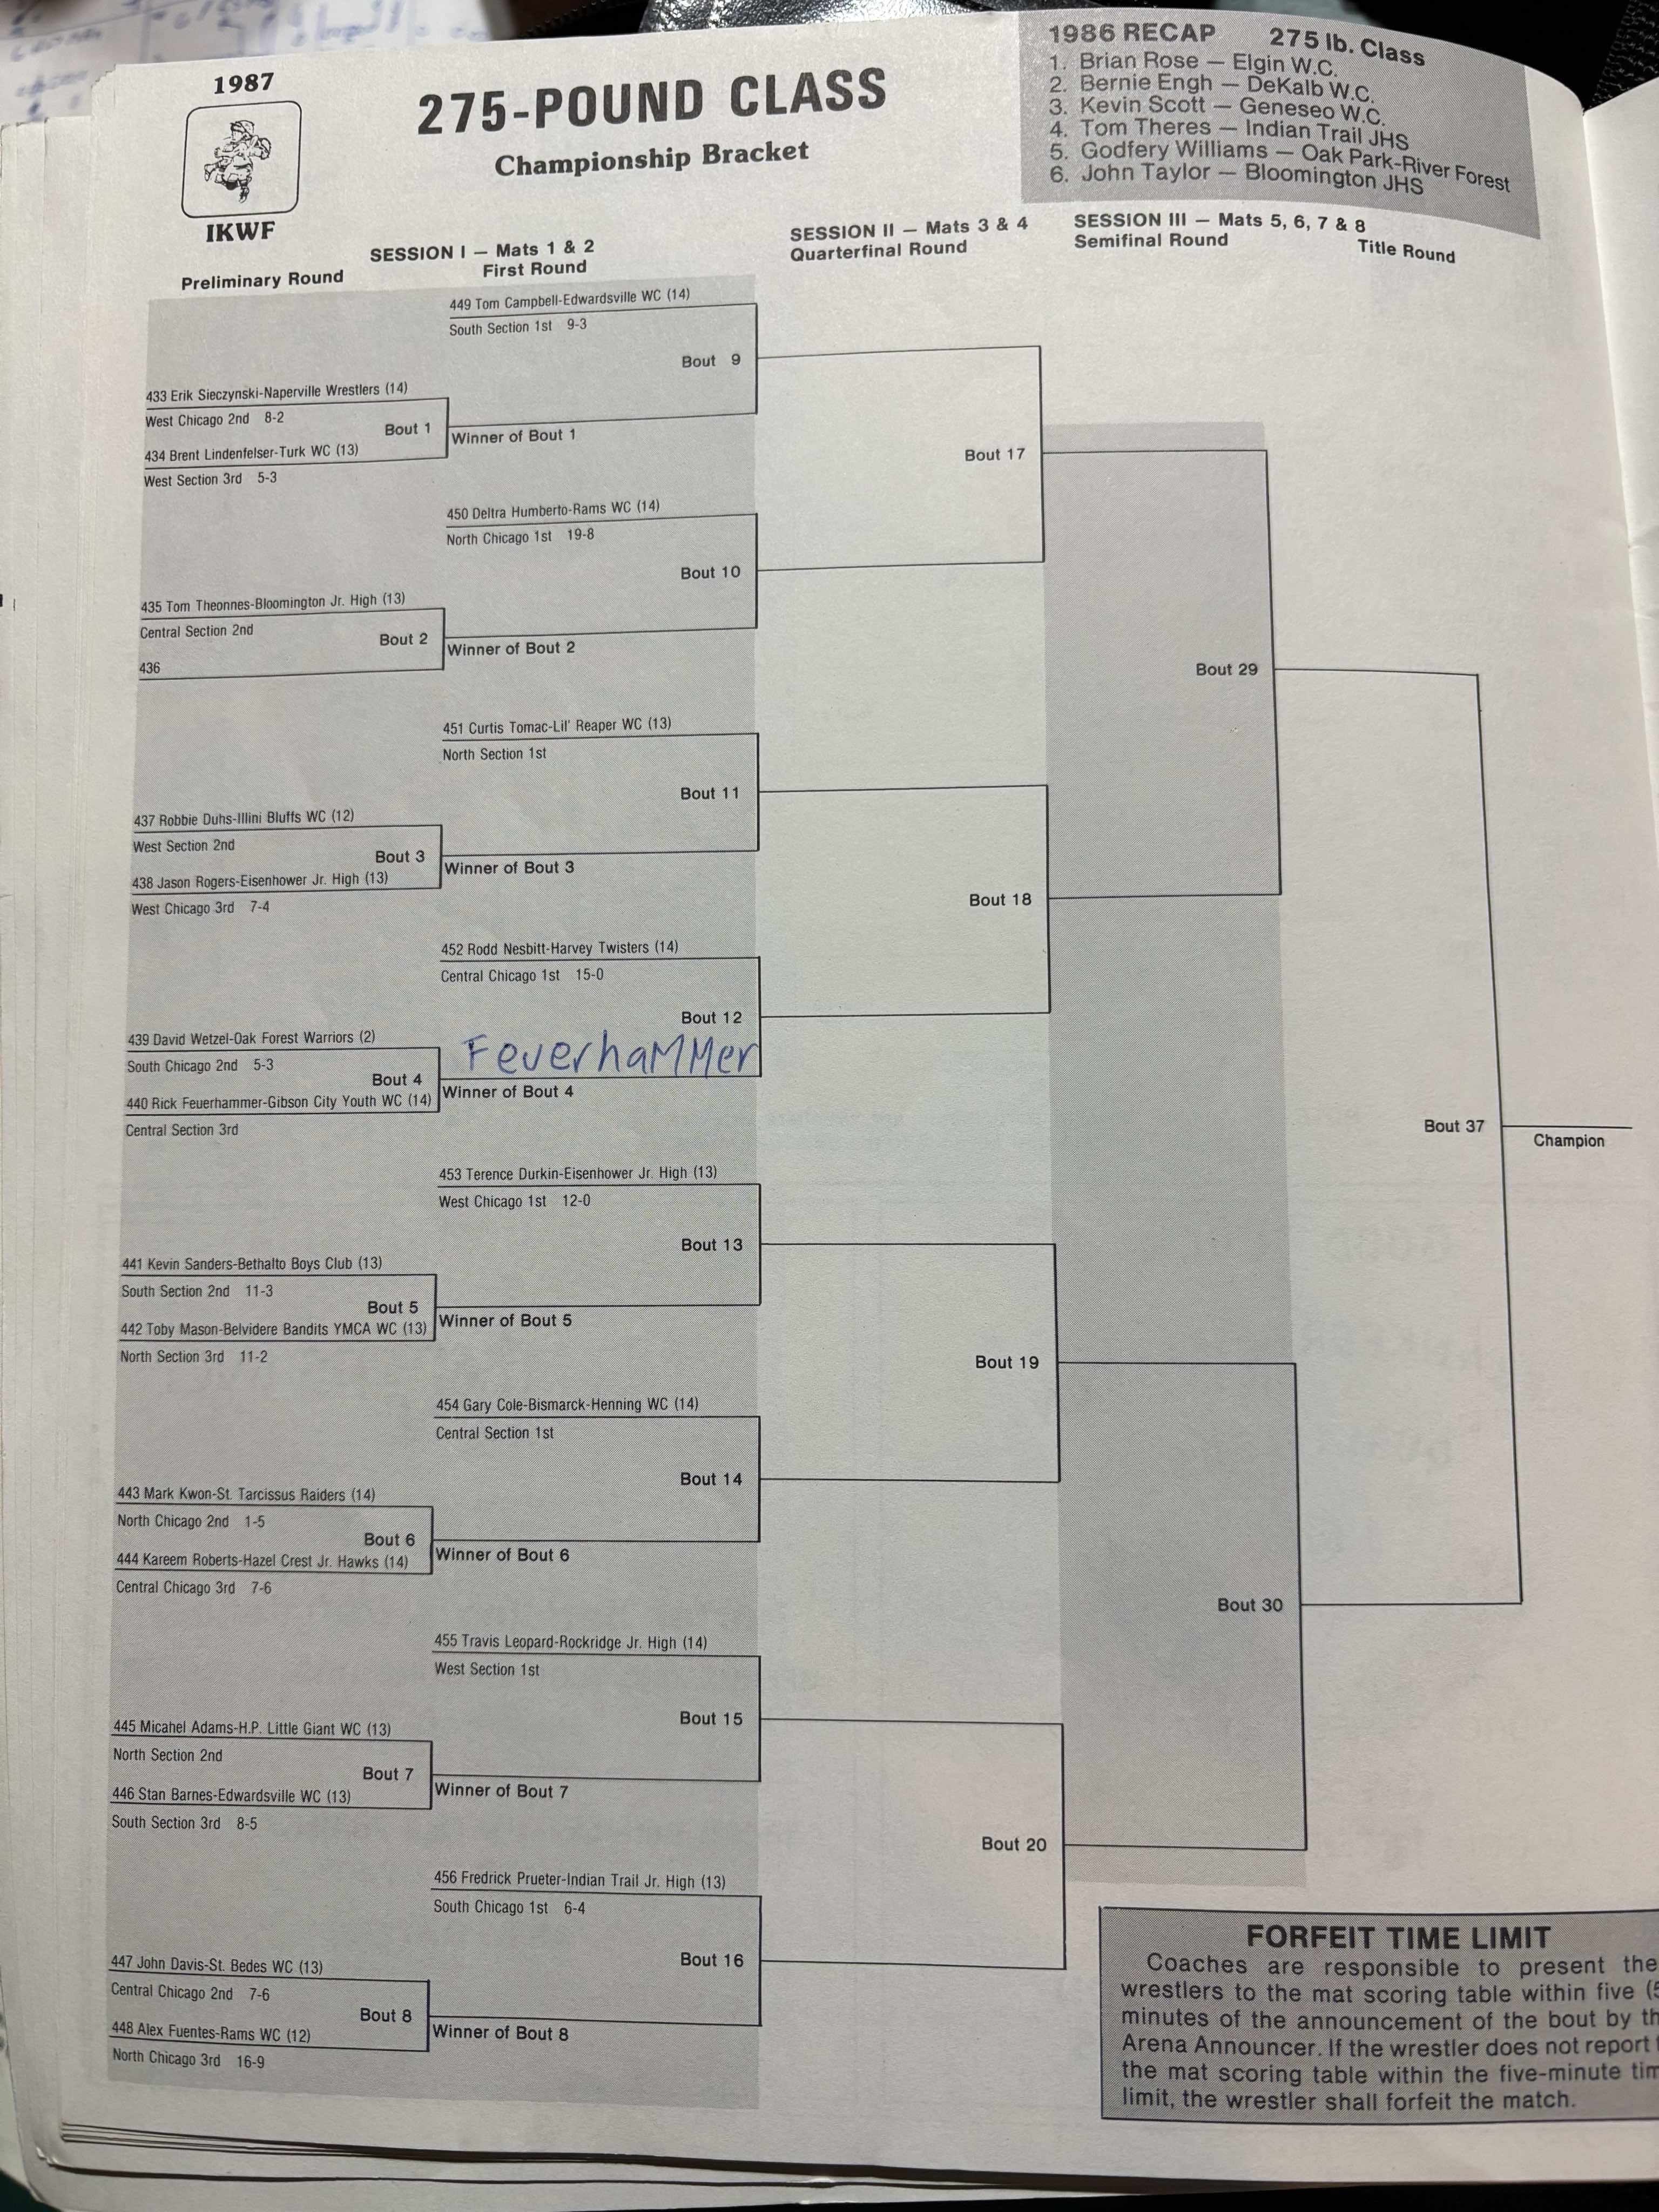 1987
IKWF
275-POUND CLASS
Championship Bracket
1986 RECAP 275 lb. Class
1. Brian Rose — Elgin W.C.
2. Bernie Engh — DeKalb W.C.
3. Kevin Scott — Geneseo W.C.
4. Tom Theres — Indian Trail JHS
5. Godfery Williams — Oak Park-River Forest
6. John Taylor — Bloomington JHS
SESSION I — Mats 1 & 2
Preliminary Round
First Round
SESSION II — Mats 3 & 4
Quarterfinal Round
SESSION III — Mats 5, 6, 7 & 8
Semifinal Round
Title Round
449 Tom Campbell-Edwardsville WC (14)
South Section 1st 9-3
Bout 9
433 Erik Sieczynski-Naperville Wrestlers (14)
West Chicago 2nd 8-2
Bout 1
Winner of Bout 1
434 Brent Lindenfelser-Turk WC (13)
West Section 3rd 5-3
Bout 17
450 Deltra Humberto-Rams WC (14)
North Chicago 1st 19-8
Bout 10
435 Tom Theonnes-Bloomington Jr. High (13)
Central Section 2nd
Bout 2
Winner of Bout 2
436
Bout 29
451 Curtis Tomac-Lil' Reaper WC (13)
North Section 1st
Bout 11
437 Robbie Duhs-Illini Bluffs WC (12)
West Section 2nd
Bout 3
Winner of Bout 3
438 Jason Rogers-Eisenhower Jr. High (13)
West Chicago 3rd 7-4
Bout 18
452 Rodd Nesbitt-Harvey Twisters (14)
Central Chicago 1st 15-0
Bout 12
FeuerhaMMer
439 David Wetzel-Oak Forest Warriors (2)
South Chicago 2nd 5-3
Bout 4
Winner of Bout 4
440 Rick Feuerhammer-Gibson City Youth WC (14)
Central Section 3rd
Bout 37
Champion
453 Terence Durkin-Eisenhower Jr. High (13)
West Chicago 1st 12-0
Bout 13
441 Kevin Sanders-Bethalto Boys Club (13)
South Section 2nd 11-3
Bout 5
Winner of Bout 5
442 Toby Mason-Belvidere Bandits YMCA WC (13)
North Section 3rd 11-2
Bout 19
454 Gary Cole-Bismarck-Henning WC (14)
Central Section 1st
Bout 14
443 Mark Kwon-St. Tarcissus Raiders (14)
North Chicago 2nd 1-5
Bout 6
Winner of Bout 6
444 Kareem Roberts-Hazel Crest Jr. Hawks (14)
Central Chicago 3rd 7-6
Bout 30
455 Travis Leopard-Rockridge Jr. High (14)
West Section 1st
Bout 15
445 Micahel Adams-H.P. Little Giant WC (13)
North Section 2nd
Bout 7
Winner of Bout 7
446 Stan Barnes-Edwardsville WC (13)
South Section 3rd 8-5
Bout 20
456 Fredrick Prueter-Indian Trail Jr. High (13)
South Chicago 1st 6-4
Bout 16
447 John Davis-St. Bedes WC (13)
Central Chicago 2nd 7-6
Bout 8
Winner of Bout 8
448 Alex Fuentes-Rams WC (12)
North Chicago 3rd 16-9
FORFEIT TIME LIMIT
Coaches are responsible to present
wrestlers to the mat scoring table within five
minutes of the announcement of the bout by
Arena Announcer. If the wrestler does not report
the mat scoring table within the five-minute
limit, the wrestler shall forfeit the match.